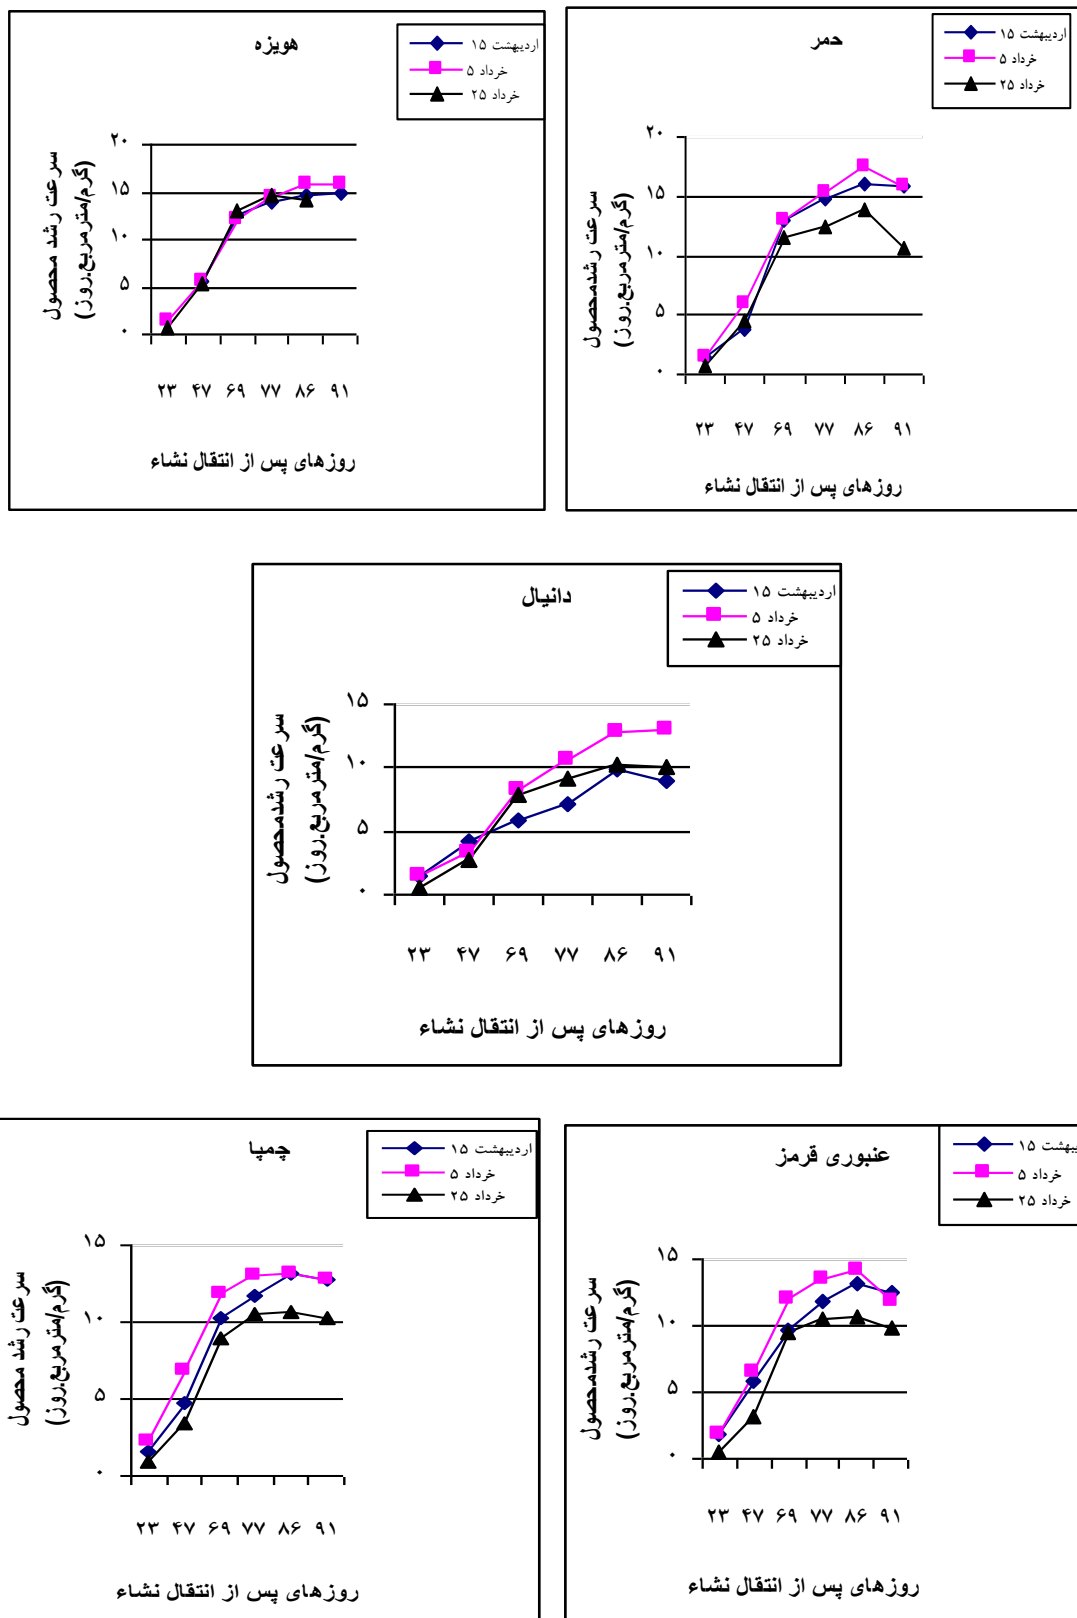 هویزه
۱۵ اردیبهشت
۵ خرداد
۲۵ خرداد
سرعت رشد محصول
(گرم/مترمربع.روز)
۲۰
۱۵
۱۰
۵
۰
۲۳ ۴۷ ۶۹ ۷۷ ۸۶ ۹۱
روزهای پس از انتقال نشاء
حمر
۱۵ اردیبهشت
۵ خرداد
۲۵ خرداد
سرعت رشدمحصول
(گرم/مترمربع.روز)
۲۰
۱۵
۱۰
۵
۰
۲۳ ۴۷ ۶۹ ۷۷ ۸۶ ۹۱
روزهای پس از انتقال نشاء
دانیال
۱۵ اردیبهشت
۵ خرداد
۲۵ خرداد
سرعت رشدمحصول
(گرم/مترمربع.روز)
۱۵
۱۰
۵
۰
۲۳ ۴۷ ۶۹ ۷۷ ۸۶ ۹۱
روزهای پس از انتقال نشاء
چمپا
۱۵ اردیبهشت
۵ خرداد
۲۵ خرداد
سرعت رشد محصول
(گرم/مترمربع.روز)
۱۵
۱۰
۵
۰
۲۳ ۴۷ ۶۹ ۷۷ ۸۶ ۹۱
روزهای پس از انتقال نشاء
عنبوری قرمز
۱۵
۵ خرداد
۲۵ خرداد
سرعت رشدمحصول
(گرم/مترمربع.روز)
۱۵
۱۰
۵
۰
۲۳ ۴۷ ۶۹ ۷۷ ۸۶ ۹۱
روزهای پس از انتقال نشاء